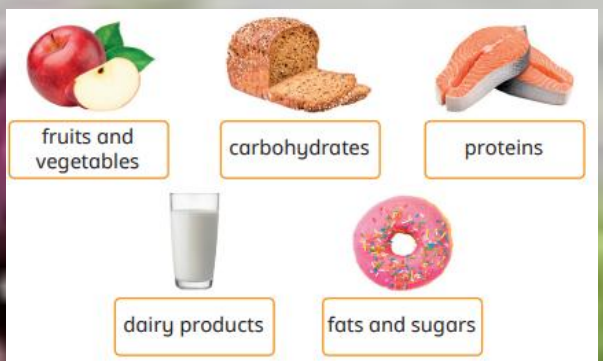 fruits and
vegetables
carbohydrates
proteins
dairy products
fats and sugars